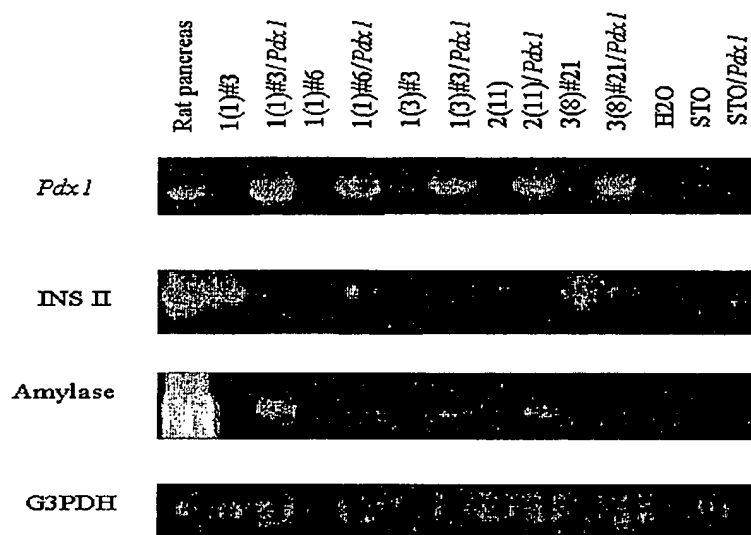 Rat pancreas
1(1)#3
1(1)#3/Pdx1
1(1)#6
1(1)#6/Pdx1
1(3)#3
1(3)#3/Pdx1
2(11)
2(11)/Pdx1
3(8)#21
3(8)#21/Pdx1
H2O
STO
STO/Pdx1
Pdx1
INS II
Amylase
G3PDH